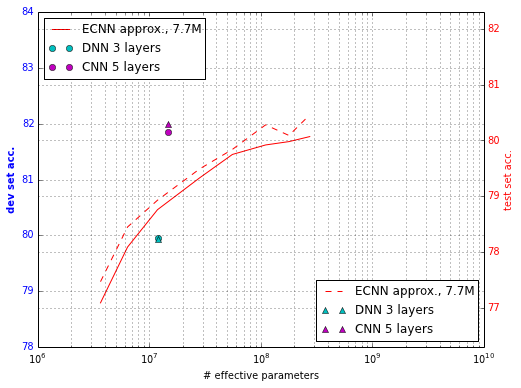 84
83
82
81
80
79
78
dev set acc.
ECNN approx., 7.7M
DNN 3 layers
CNN 5 layers
82
81
80
79
78
77
test set acc.
ECNN approx., 7.7M
DNN 3 layers
CNN 5 layers
10^6 10^7 10^8 10^9 10^10
# effective parameters